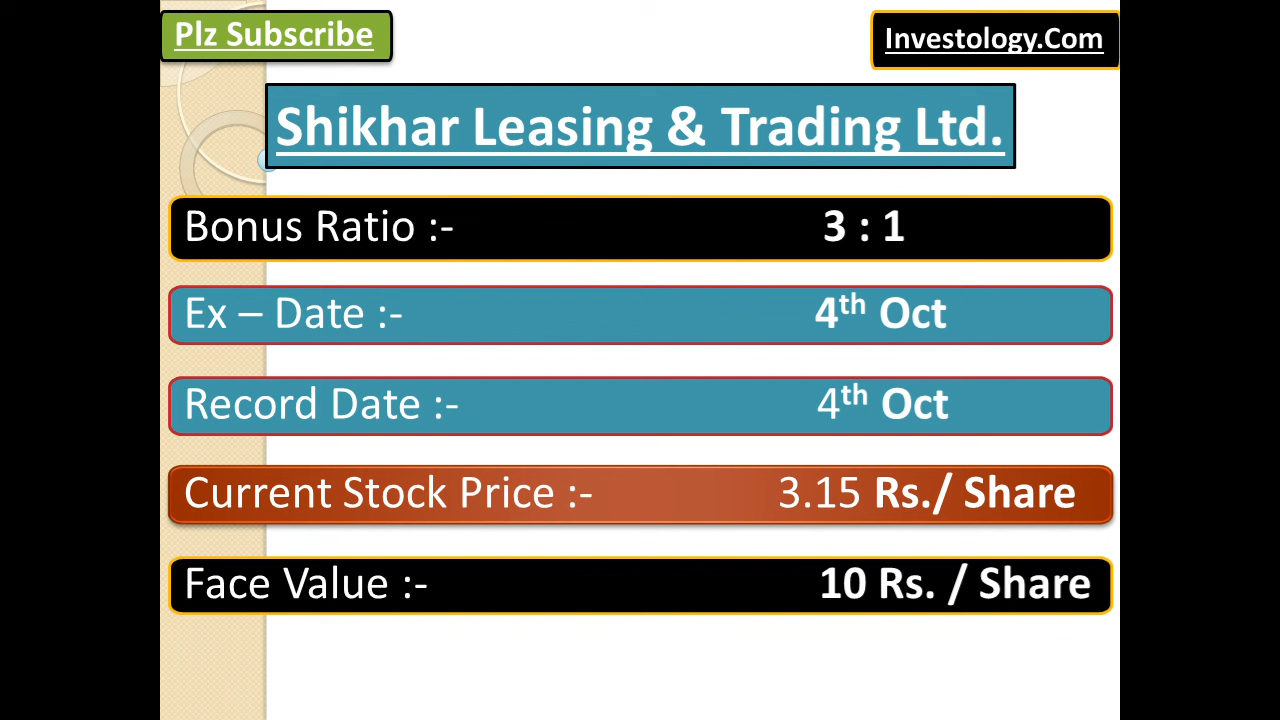 Plz Subscribe
Investology.Com
Shikhar Leasing & Trading Ltd.
Bonus Ratio :- 3 : 1
Ex – Date :- 4th Oct
Record Date :- 4th Oct
Current Stock Price :- 3.15 Rs./ Share
Face Value :- 10 Rs. / Share